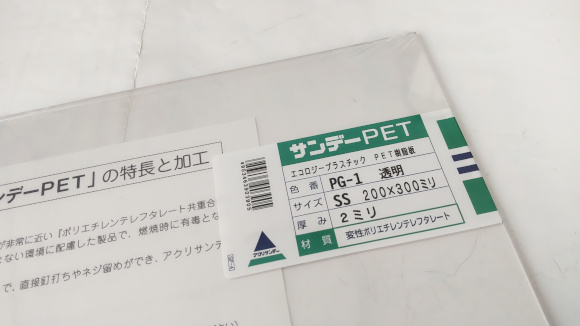 サンデーPET
エコロジープラスチック PET樹脂板
色番 PG-1 透明
サイズ SS 200×300ミリ
厚み 2ミリ
材質 変性ポリエチレンテレフタレート
アクリサンデー
ンデーPET」の特長と加工
が非常に近い『ポリエチレンテレフタレート共重合
ない環境に配慮した製品で、燃焼時に有毒とな
で、直接釘打ちやネジ留めができ、アクリサンデ